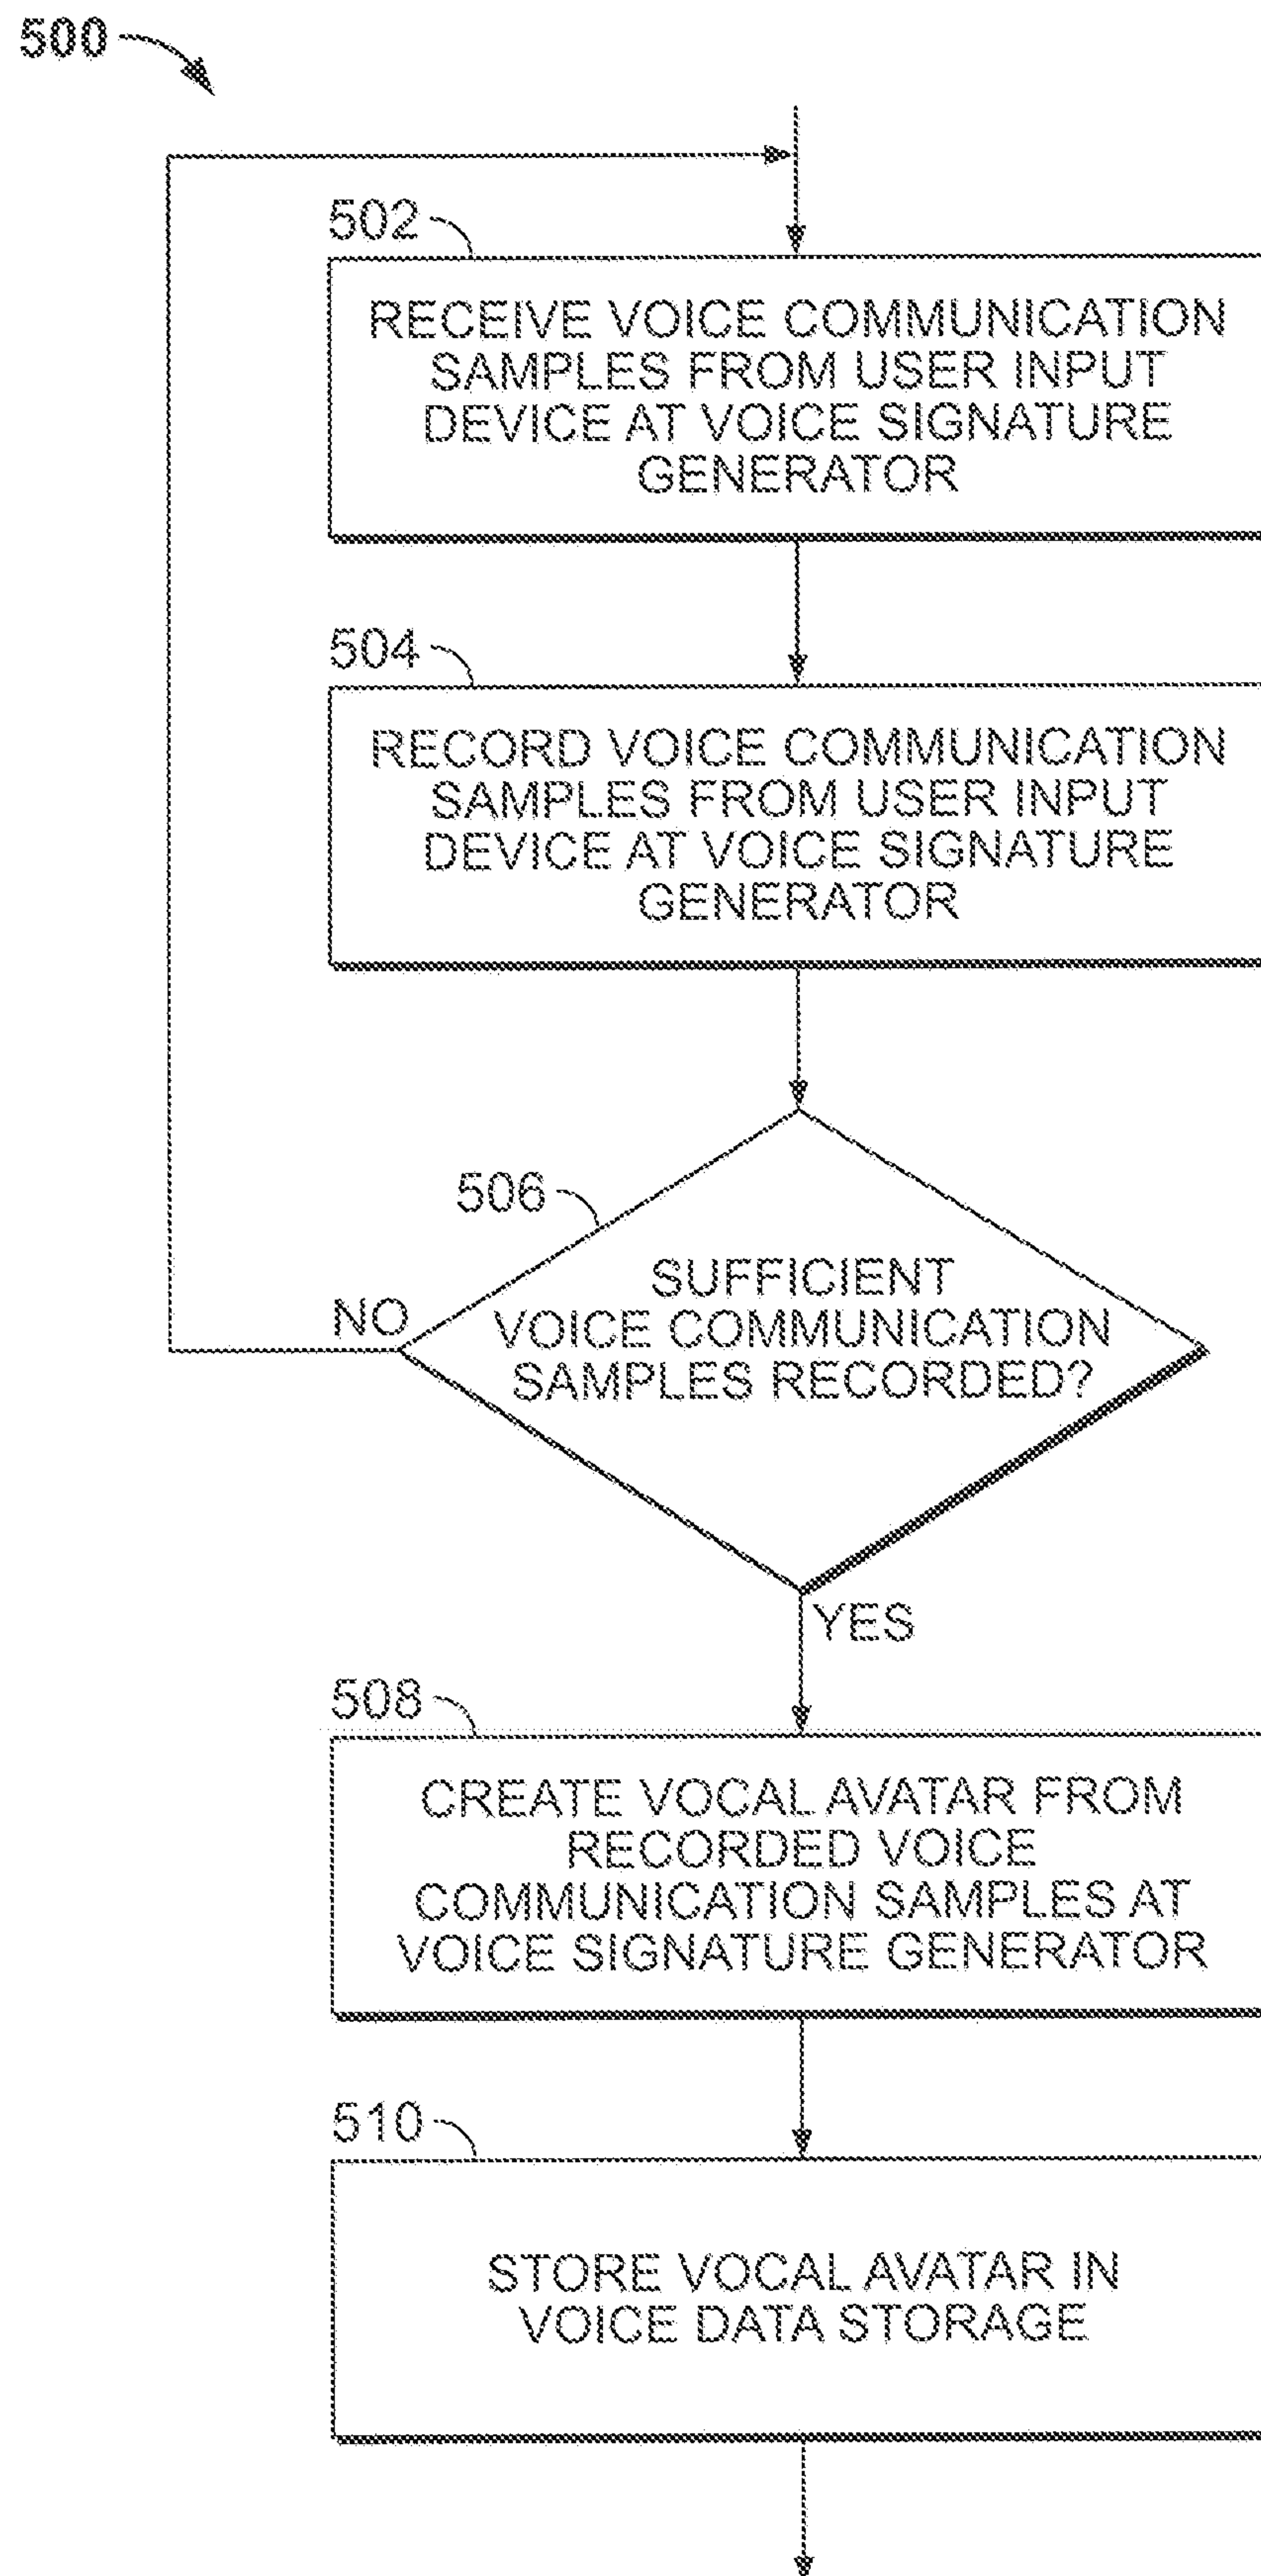 500
502
RECEIVE VOICE COMMUNICATION
SAMPLES FROM USER INPUT
DEVICE AT VOICE SIGNATURE
GENERATOR
504
RECORD VOICE COMMUNICATION
SAMPLES FROM USER INPUT
DEVICE AT VOICE SIGNATURE
GENERATOR
506
SUFFICIENT
VOICE COMMUNICATION
SAMPLES RECORDED?
NO
YES
508
CREATE VOCAL AVATAR FROM
RECORDED VOICE
COMMUNICATION SAMPLES AT
VOICE SIGNATURE GENERATOR
510
STORE VOCAL AVATAR IN
VOICE DATA STORAGE